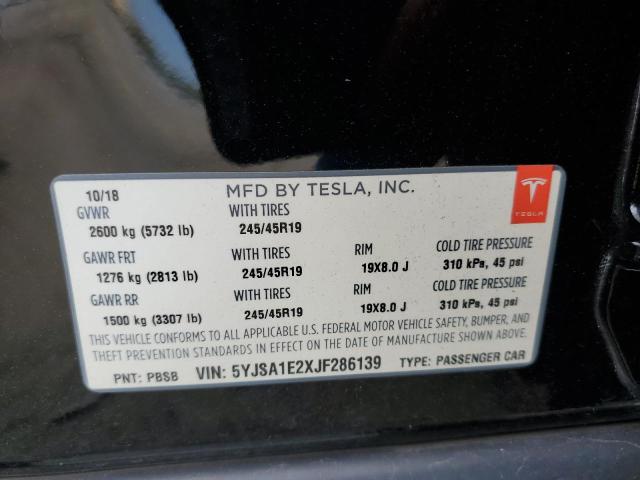 10/18 MFD BY TESLA, INC.
TESLA
GVWR WITH TIRES
2600 kg (5732 lb) 245/45R19
GAWR FRT WITH TIRES RIM COLD TIRE PRESSURE
1276 kg (2813 lb) 245/45R19 19X8.0 J 310 kPa, 45 psi
GAWR RR WITH TIRES RIM COLD TIRE PRESSURE
1500 kg (3307 lb) 245/45R19 19X8.0 J 310 kPa, 45 psi
THIS VEHICLE CONFORMS TO ALL APPLICABLE U.S. FEDERAL MOTOR VEHICLE SAFETY, BUMPER, AND
THEFT PREVENTION STANDARDS IN EFFECT ON THE DATE OF MANUFACTURE SHOWN ABOVE.
PNT: PBSB VIN: 5YJSA1E2XJF286139 TYPE: PASSENGER CAR